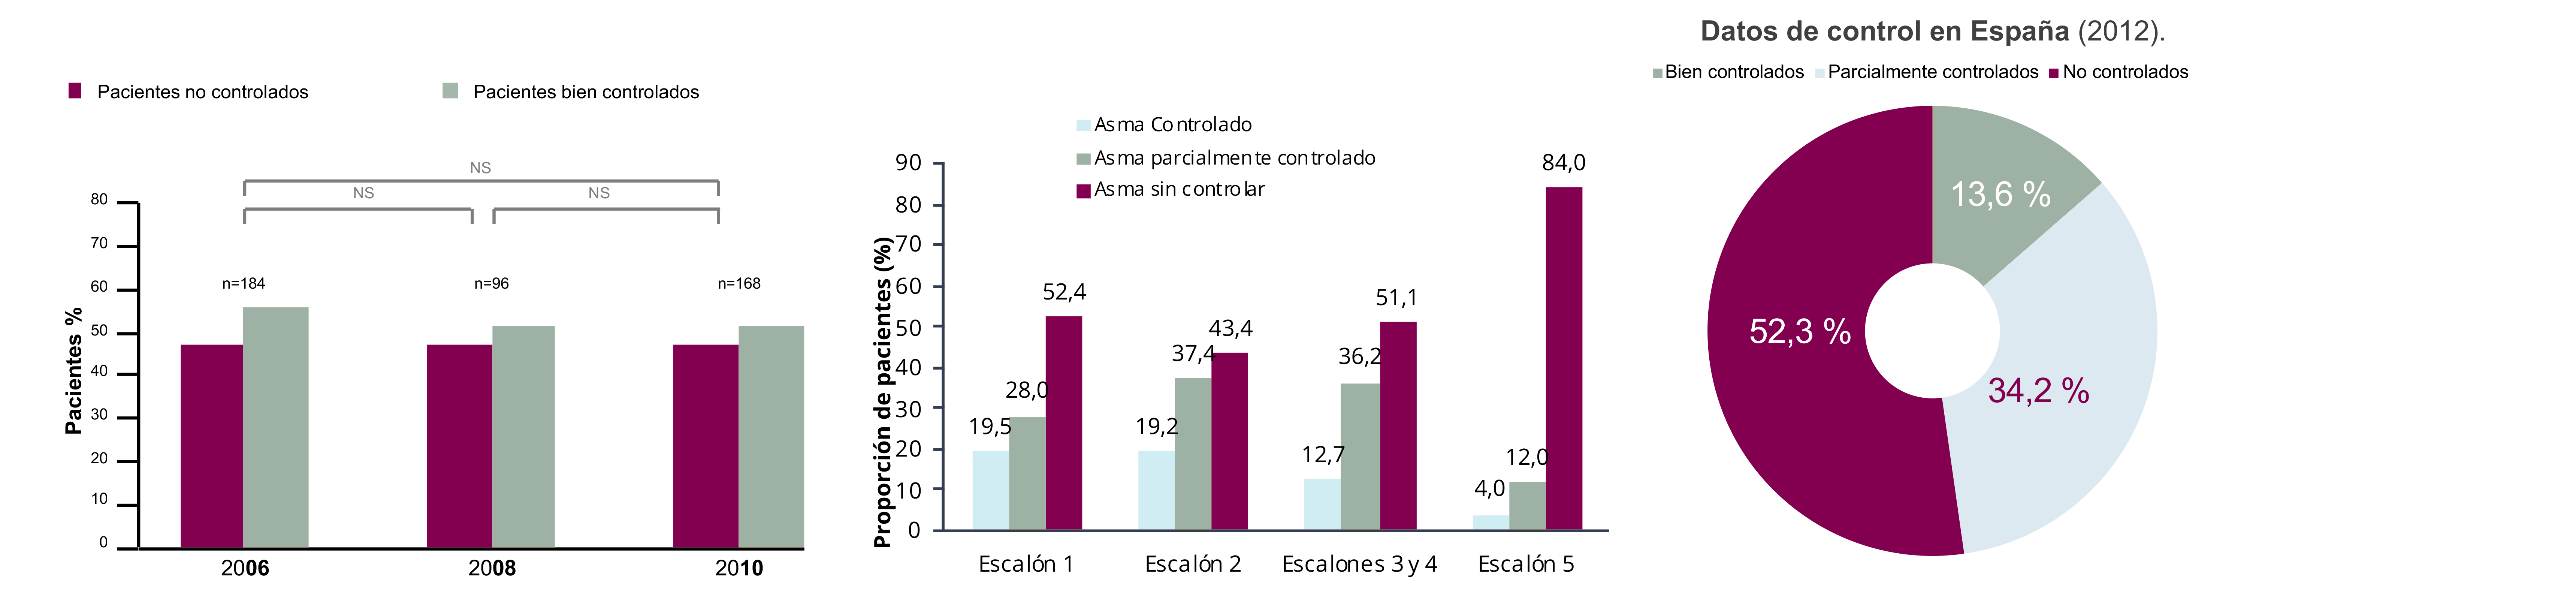 Pacientes no controlados
Pacientes bien controlados
NS
NS
NS
80
70
60
50
40
30
20
10
0
Pacientes %
n=184
n=96
n=168
2006
2008
2010
Asma Controlado
Asma parcialmente controlado
Asma sin controlar
90
80
70
60
50
40
30
20
10
0
Proporción de pacientes (%)
19,5
28,0
52,4
19,2
37,4
43,4
12,7
36,2
51,1
4,0
12,0
84,0
Escalón 1
Escalón 2
Escalones 3 y 4
Escalón 5
Datos de control en España (2012).
Bien controlados
Parcialmente controlados
No controlados
13,6 %
52,3 %
34,2 %